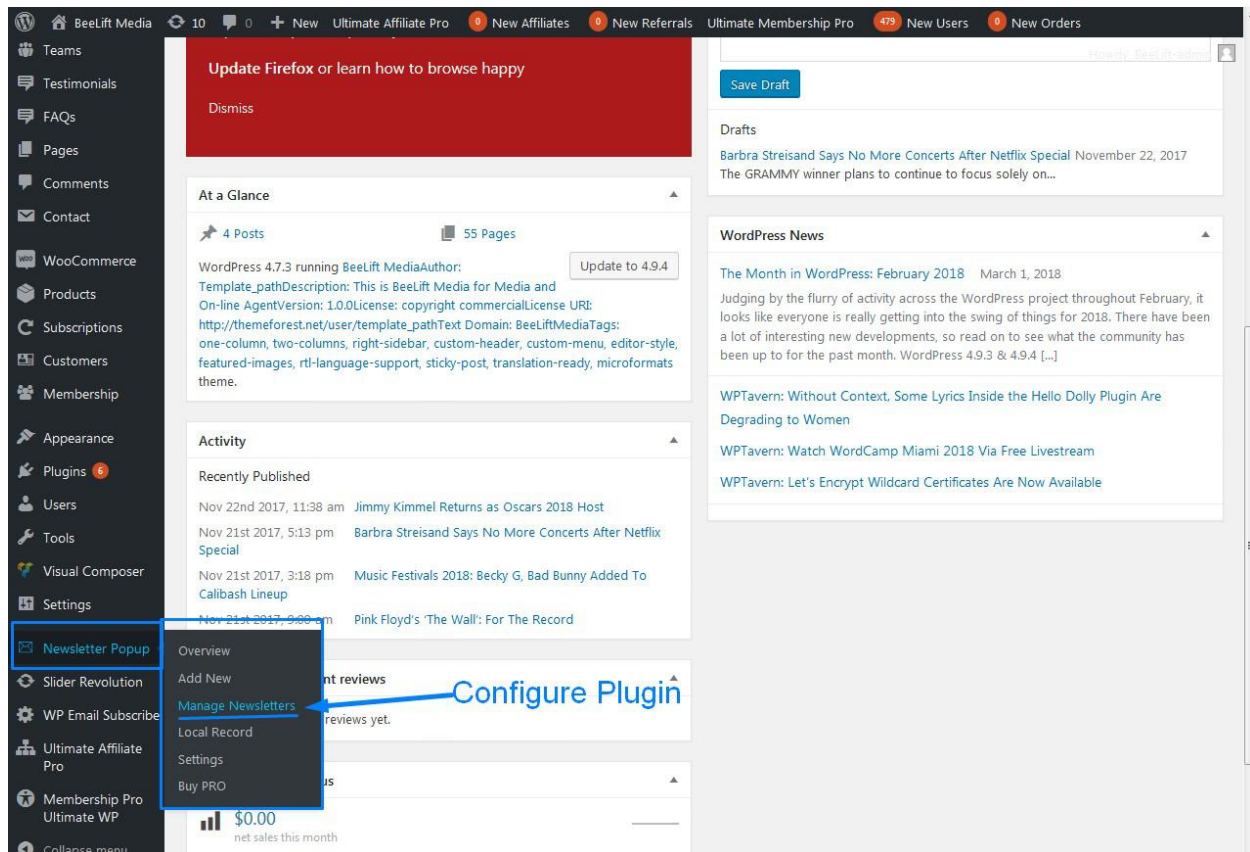 BeeLift Media 10 0 New Ultimate Affiliate Pro 0 New Affiliates 0 New Referrals Ultimate Membership Pro 479 New Users 0 New Orders
Howdy, BeeLift-admin
Teams
Testimonials
FAQs
Pages
Comments
Contact
WOO WooCommerce
Products
Subscriptions
Customers
Membership
Appearance
Plugins 6
Users
Tools
Visual Composer
Settings
Newsletter Popup
Slider Revolution
WP Email Subscribe
Ultimate Affiliate
Pro
Membership Pro
Ultimate WP
Collapse menu
Overview
Add New
Manage Newsletters
Local Record
Settings
Buy PRO
Configure Plugin
Update Firefox or learn how to browse happy
Dismiss
At a Glance
4 Posts
55 Pages
WordPress 4.7.3 running BeeLift MediaAuthor:
Update to 4.9.4
Template_pathDescription: This is BeeLift Media for Media and
On-line AgentVersion: 1.0.0License: copyright commercialLicense URI:
http://themeforest.net/user/template_pathText Domain: BeeLiftMediaTags:
one-column, two-columns, right-sidebar, custom-header, custom-menu, editor-style,
featured-images, rtl-language-support, sticky-post, translation-ready, microformats
theme.
Activity
Recently Published
Nov 22nd 2017, 11:38 am Jimmy Kimmel Returns as Oscars 2018 Host
Nov 21st 2017, 5:13 pm Barbra Streisand Says No More Concerts After Netflix
Special
Nov 21st 2017, 3:18 pm Music Festivals 2018: Becky G, Bad Bunny Added To
Calibash Lineup
Nov 21st 2017, 9:00 am Pink Floyd's 'The Wall': For The Record
nt reviews
reviews yet.
us
$0.00
net sales this month
Save Draft
Drafts
Barbra Streisand Says No More Concerts After Netflix Special November 22, 2017
The GRAMMY winner plans to continue to focus solely on...
WordPress News
The Month in WordPress: February 2018 March 1, 2018
Judging by the flurry of activity across the WordPress project throughout February, it
looks like everyone is really getting into the swing of things for 2018. There have been
a lot of interesting new developments, so read on to see what the community has
been up to for the past month. WordPress 4.9.3 & 4.9.4 [...]
WPTavern: Without Context, Some Lyrics Inside the Hello Dolly Plugin Are
Degrading to Women
WPTavern: Watch WordCamp Miami 2018 Via Free Livestream
WPTavern: Let's Encrypt Wildcard Certificates Are Now Available